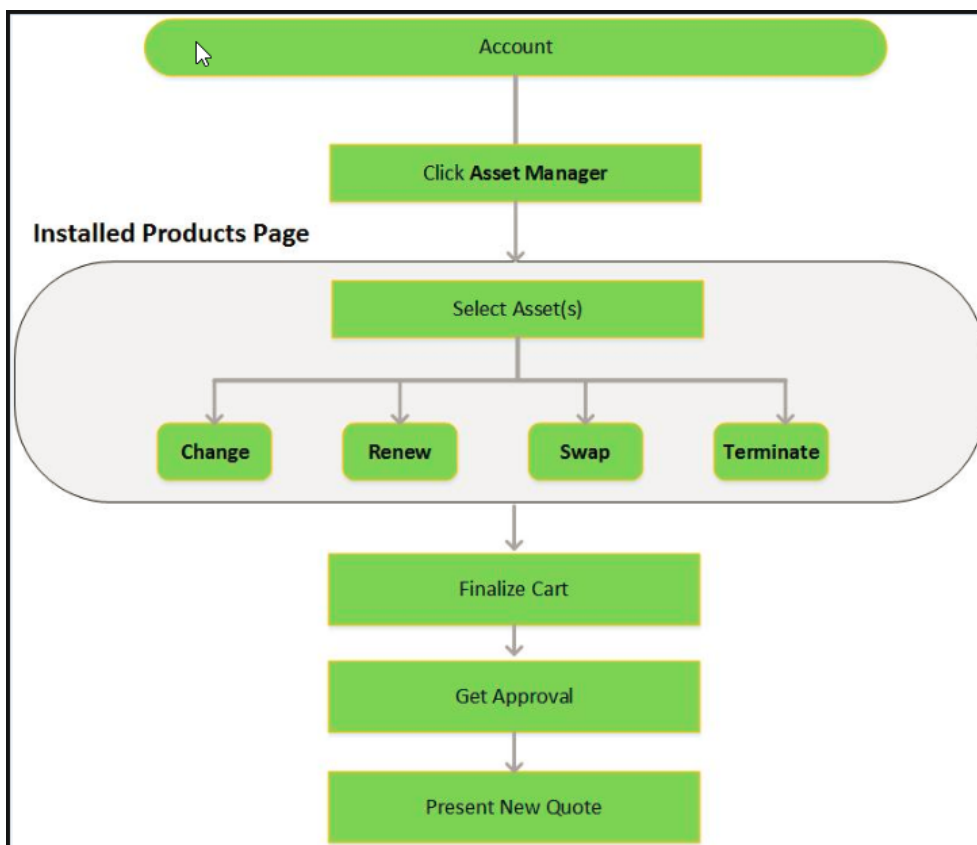 Account
Click Asset Manager
Installed Products Page
Select Asset(s)
Change
Renew
Swap
Terminate
Finalize Cart
Get Approval
Present New Quote